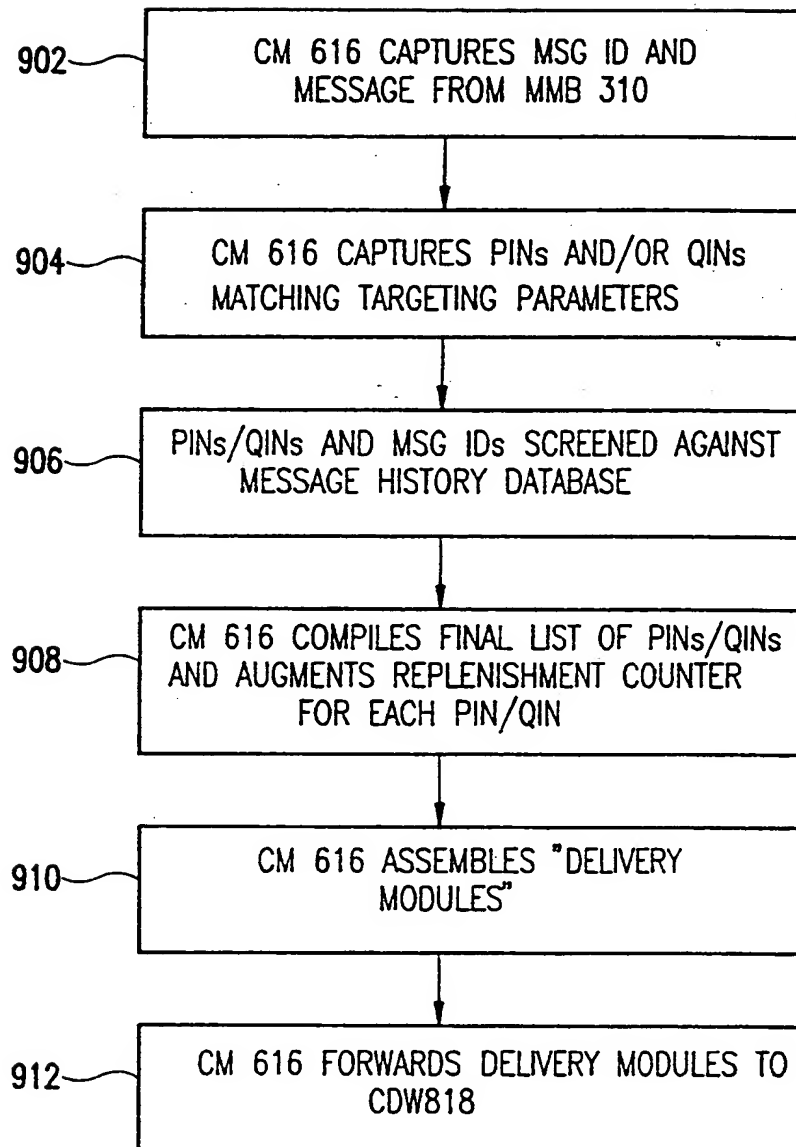 902
CM 616 CAPTURES MSG ID AND
MESSAGE FROM MMB 310
904
CM 616 CAPTURES PINs AND/OR QINs
MATCHING TARGETING PARAMETERS
906
PINs/QINs AND MSG IDs SCREENED AGAINST
MESSAGE HISTORY DATABASE
908
CM 616 COMPILES FINAL LIST OF PINs/QINs
AND AUGMENTS REPLENISHMENT COUNTER
FOR EACH PIN/QIN
910
CM 616 ASSEMBLES "DELIVERY
MODULES"
912
CM 616 FORWARDS DELIVERY MODULES TO
CDW818